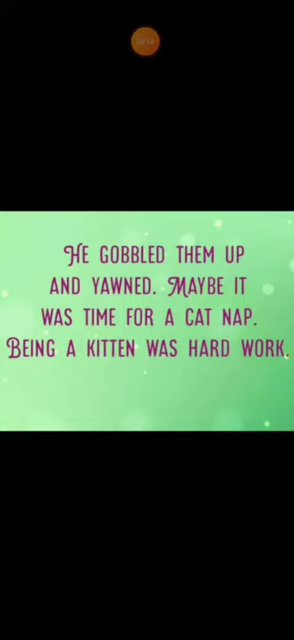 He gobbled them up
and yawned. Maybe it
was time for a cat nap.
Being a kitten was hard work.